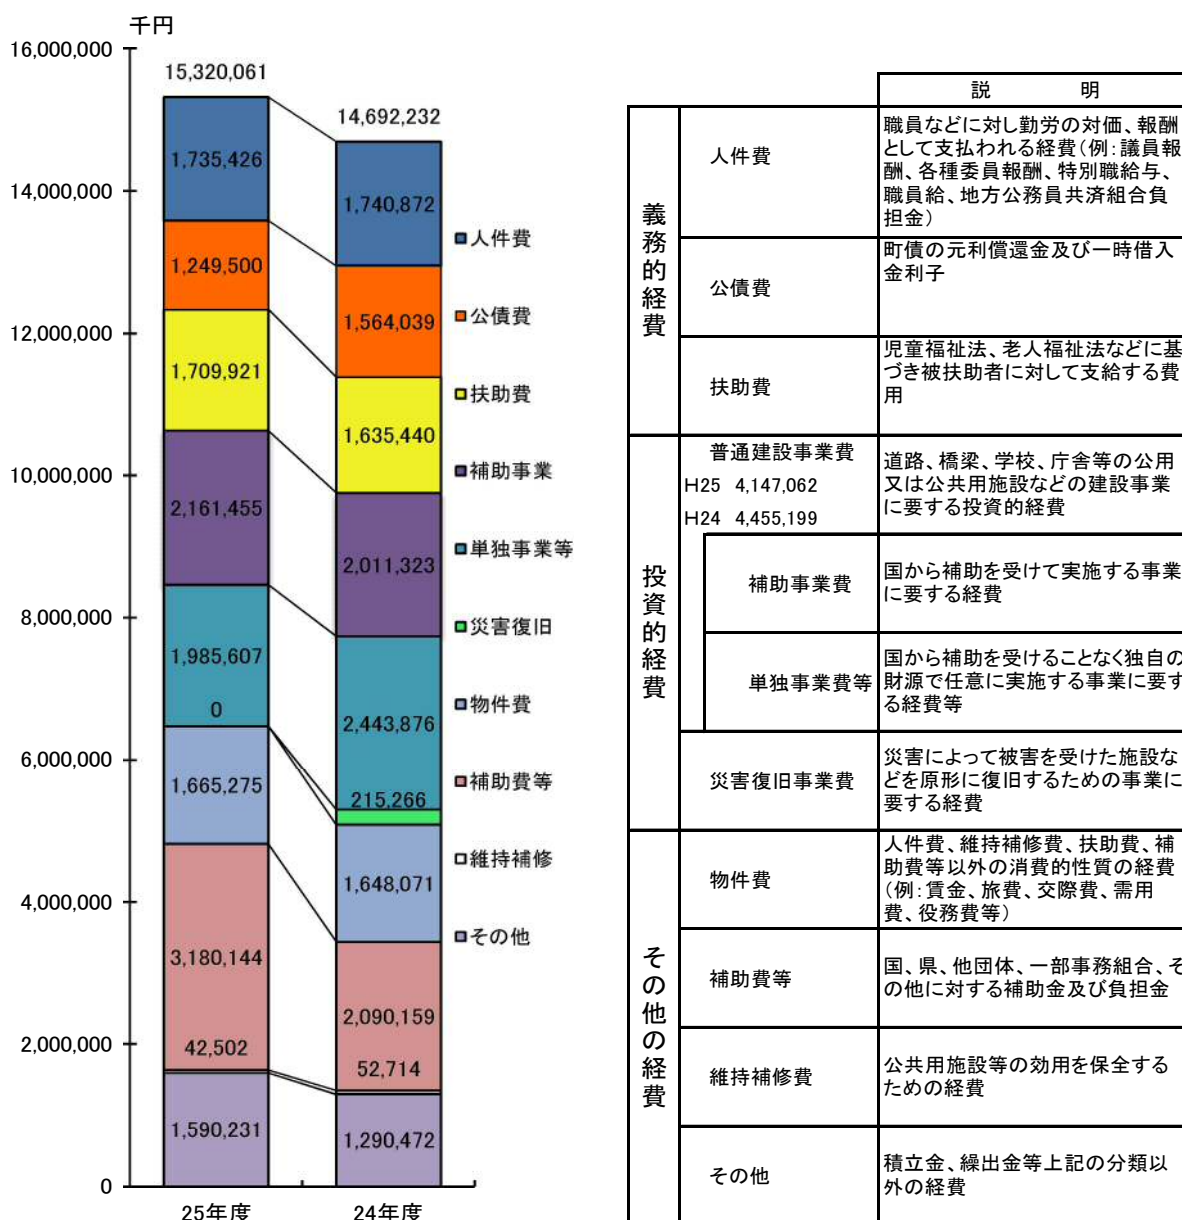 千円
16,000,000
14,000,000
12,000,000
10,000,000
8,000,000
6,000,000
4,000,000
2,000,000
0
15,320,061
1,735,426
1,249,500
1,709,921
2,161,455
1,985,607
0
1,665,275
3,180,144
42,502
1,590,231
25年度
14,692,232
1,740,872
1,564,039
1,635,440
2,011,323
2,443,876
215,266
1,648,071
2,090,159
52,714
1,290,472
24年度
人件費
公債費
扶助費
補助事業
単独事業等
災害復旧
物件費
補助費等
維持補修
その他
説 明
義務的経費
人件費
職員などに対し勤労の対価、報酬
として支払われる経費(例:議員報
酬、各種委員報酬、特別職給与、
職員給、地方公務員共済組合負
担金)
公債費
町債の元利償還金及び一時借入
金利子
扶助費
児童福祉法、老人福祉法などに基
づき被扶助者に対して支給する費
用
投資的経費
普通建設事業費
H25 4,147,062
H24 4,455,199
道路、橋梁、学校、庁舎等の公用
又は公共用施設などの建設事業
に要する投資的経費
補助事業費
国から補助を受けて実施する事業
に要する経費
単独事業費等
国から補助を受けることなく独自の
財源で任意に実施する事業に要す
る経費等
災害復旧事業費
災害によって被害を受けた施設な
どを原形に復旧するための事業に
要する経費
その他の経費
物件費
人件費、維持補修費、扶助費、補
助費等以外の消費的性質の経費
(例:賃金、旅費、交際費、需用
費、役務費等)
補助費等
国、県、他団体、一部事務組合、そ
の他に対する補助金及び負担金
維持補修費
公共用施設等の効用を保全する
ための経費
その他
積立金、繰出金等上記の分類以
外の経費